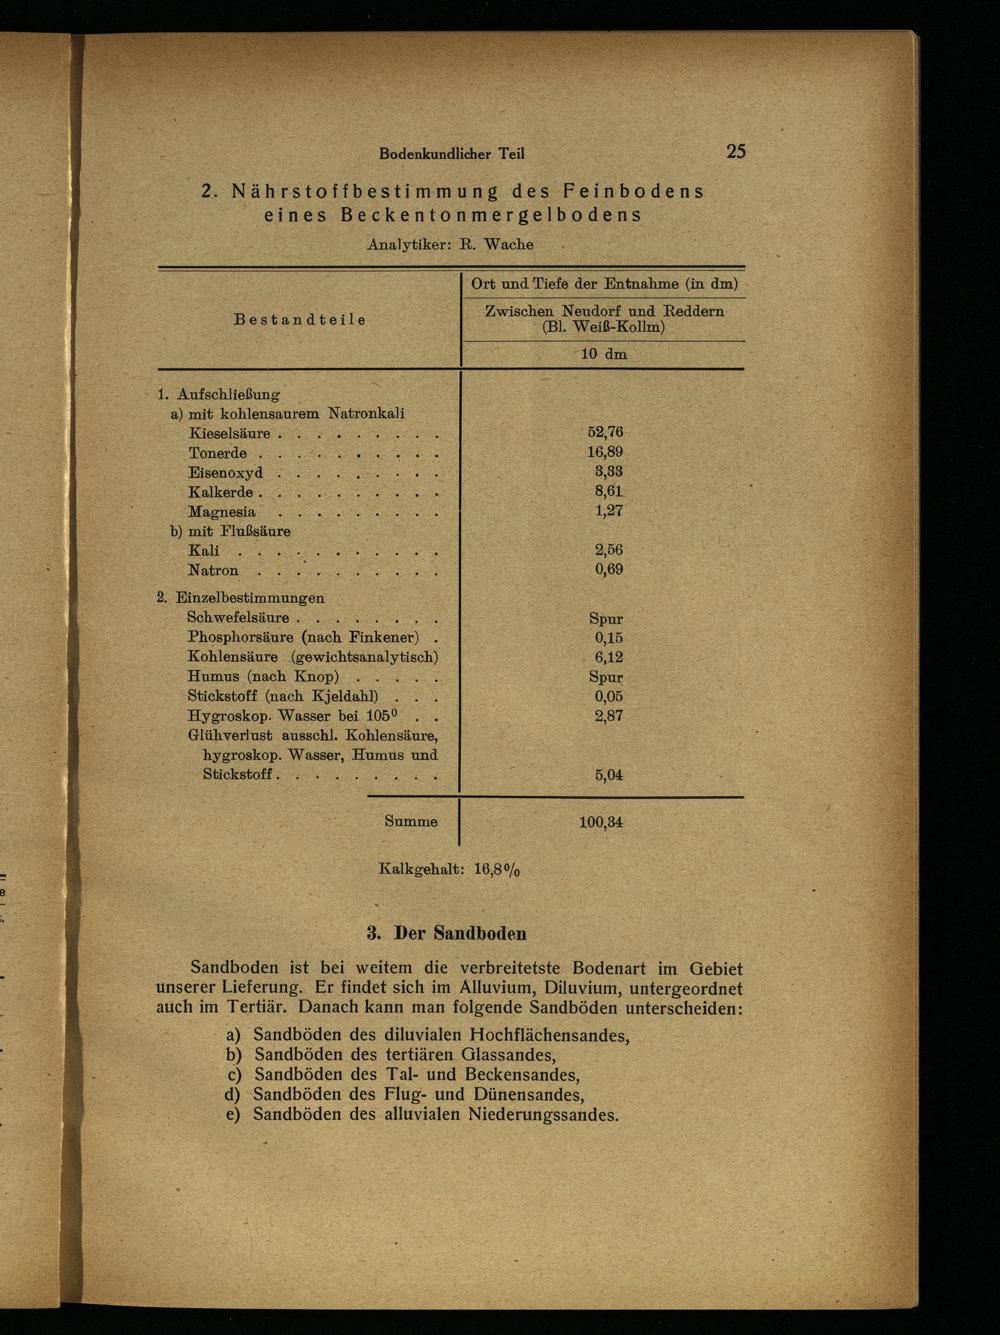 Bodenkundlicher Teil 25
2. Nährstoffbestimmung des Feinbodens
eines Beckentonmergelbodens
Analytiker: R. Wache
Bestandteile
Ort und Tiefe der Entnahme (in dm)
Zwischen Neudorf und Reddern
(Bl. Weiß-Kollm)
10 dm
1. Aufschließung
a) mit kohlensaurem Natronkali
Kieselsäure . . . . . . . . . 52,76
Tonerde . . . . . . . . . . 16,89
Eisenoxyd . . . . . . . . . 3,33
Kalkerde . . . . . . . . . . 8,61
Magnesia . . . . . . . . . 1,27
b) mit Flußsäure
Kali . . . . . . . . . . . 2,56
Natron . . . . . . . . . . 0,69
2. Einzelbestimmungen
Schwefelsäure . . . . . . . . Spur
Phosphorsäure (nach Finkener) . 0,15
Kohlensäure (gewichtsanalytisch) 6,12
Humus (nach Knop) . . . . . Spur
Stickstoff (nach Kjeldahl) . . . 0,05
Hygroskop. Wasser bei 105⁰ . . 2,87
Glühverlust ausschl. Kohlensäure,
hygroskop. Wasser, Humus und
Stickstoff . . . . . . . . . 5,04
Summe 100,34
Kalkgehalt: 16,8%
3. Der Sandboden
Sandboden ist bei weitem die verbreitetste Bodenart im Gebiet
unserer Lieferung. Er findet sich im Alluvium, Diluvium, untergeordnet
auch im Tertiär. Danach kann man folgende Sandböden unterscheiden:
a) Sandböden des diluvialen Hochflächensandes,
b) Sandböden des tertiären Glassandes,
c) Sandböden des Tal- und Beckensandes,
d) Sandböden des Flug- und Dünensandes,
e) Sandböden des alluvialen Niederungssandes.